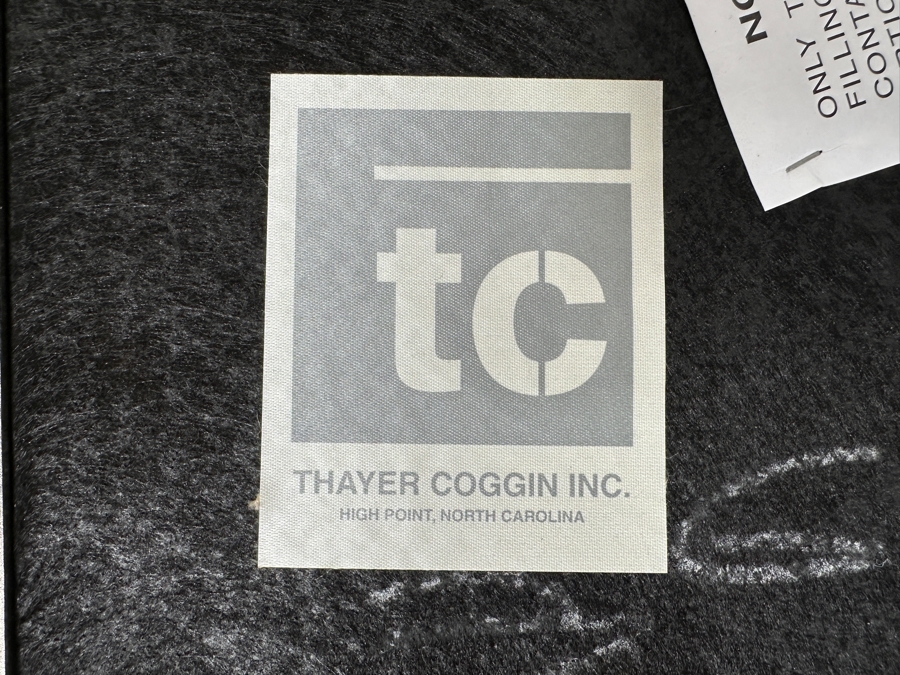 tc
THAYER COGGIN INC.
HIGH POINT, NORTH CAROLINA
ONLY